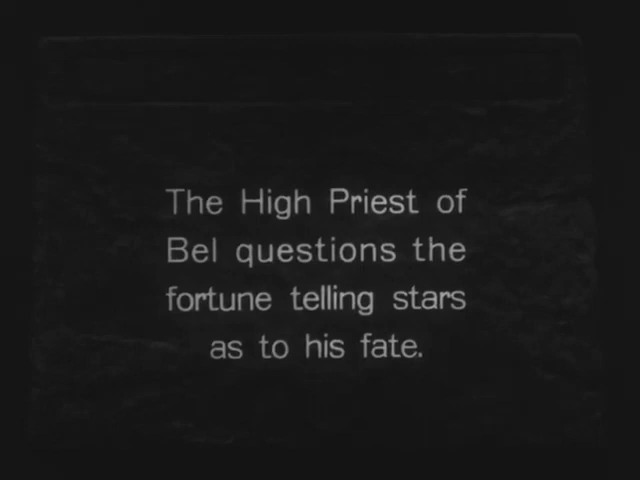 The High Priest of
Bel questions the
fortune telling stars
as to his fate.